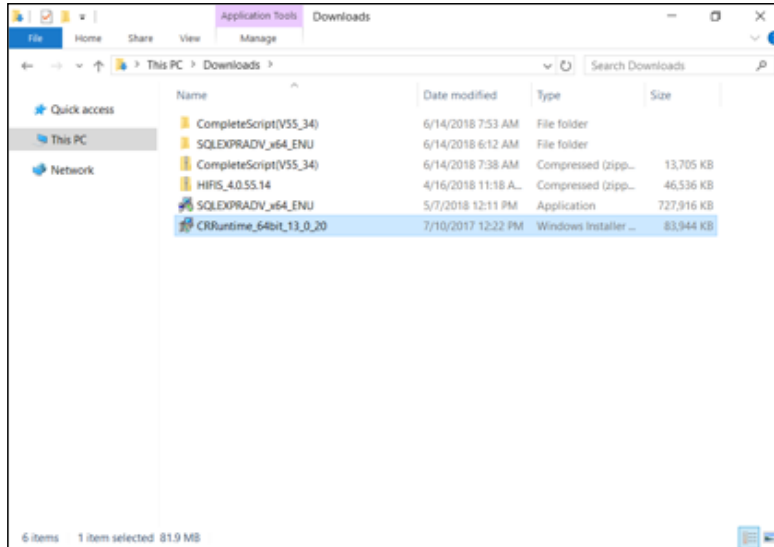 Application Tools Downloads
File Home Share View Manage
This PC > Downloads > Search Downloads
Name Date modified Type Size
Quick access
This PC
Network
CompleteScript(V55_34) 6/14/2018 7:53 AM File folder
SQLEXPRADV_x64_ENU 6/14/2018 6:12 AM File folder
CompleteScript(V55_34) 6/14/2018 7:38 AM Compressed (zipp... 13,705 KB
HIFIS_4.0.55.14 4/16/2018 11:18 A... Compressed (zipp... 46,536 KB
SQLEXPRADV_x64_ENU 5/7/2018 12:11 PM Application 727,916 KB
CRRuntime_64bit_13_0_20 7/10/2017 12:22 PM Windows Installer ... 83,944 KB
6 items 1 item selected 81.9 MB